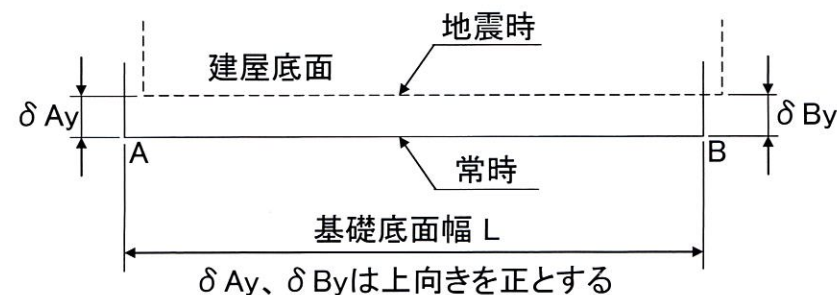 地震時
建屋底面
δAy
δBy
A
B
常時
基礎底面幅 L
δAy、δByは上向きを正とする